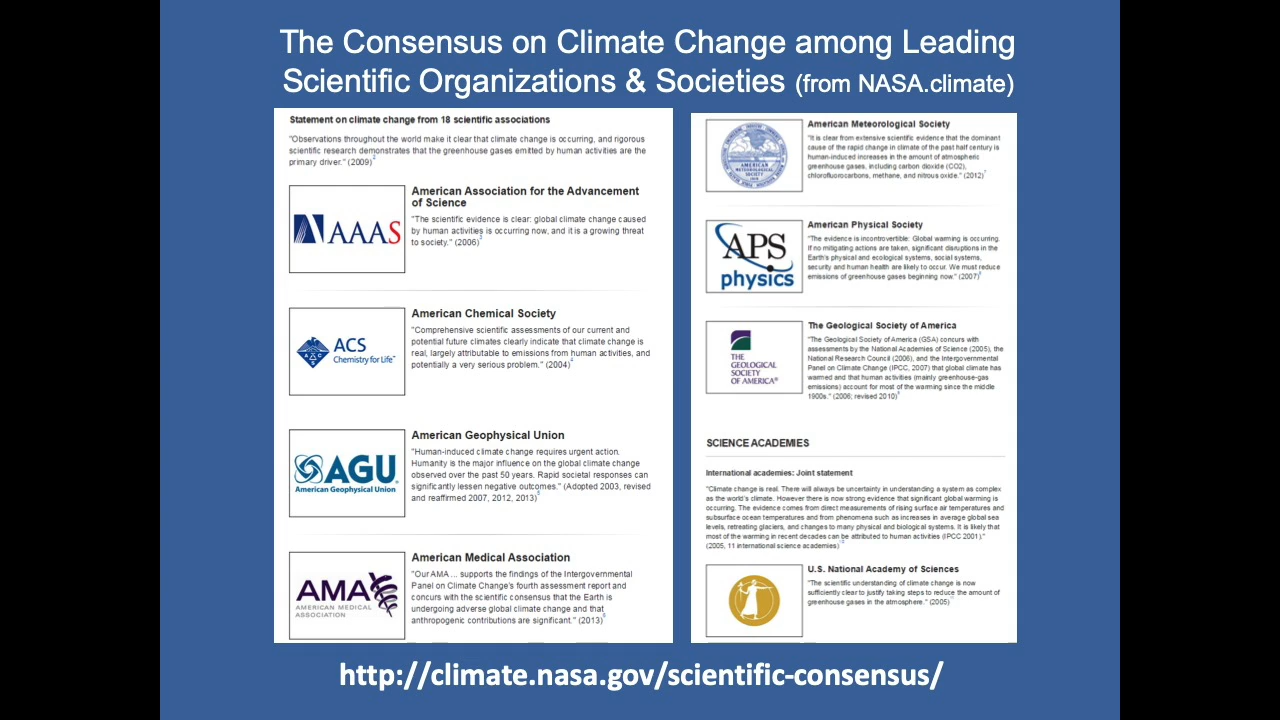 The Consensus on Climate Change among Leading
Scientific Organizations & Societies (from NASA.climate)
Statement on climate change from 18 scientific associations
"Observations throughout the world make it clear that climate change is occurring, and rigorous
scientific research demonstrates that the greenhouse gases emitted by human activities are the
primary driver." (2009)2
AAAS
American Association for the Advancement
of Science
"The scientific evidence is clear: global climate change caused
by human activities is occurring now, and it is a growing threat
to society." (2006)3
ACS
Chemistry for Life™
American Chemical Society
"Comprehensive scientific assessments of our current and
potential future climates clearly indicate that climate change is
real, largely attributable to emissions from human activities, and
potentially a very serious problem." (2004)4
AGU
American Geophysical Union
American Geophysical Union
"Human-induced climate change requires urgent action.
Humanity is the major influence on the global climate change
observed over the past 50 years. Rapid societal responses can
significantly lessen negative outcomes." (Adopted 2003, revised
and reaffirmed 2007, 2012, 2013)5
AMA
AMERICAN MEDICAL
ASSOCIATION
American Medical Association
"Our AMA ... supports the findings of the Intergovernmental
Panel on Climate Change's fourth assessment report and
concurs with the scientific consensus that the Earth is
undergoing adverse global climate change and that
anthropogenic contributions are significant." (2013)6
AMERICAN
METEOROLOGICAL
SOCIETY
American Meteorological Society
"It is clear from extensive scientific evidence that the dominant
cause of the rapid change in climate of the past half century is
human-induced increases in the amount of atmospheric
greenhouse gases, including carbon dioxide (CO2),
chlorofluorocarbons, methane, and nitrous oxide." (2012)7
APS
physics
American Physical Society
"The evidence is incontrovertible: Global warming is occurring.
If no mitigating actions are taken, significant disruptions in the
Earth's physical and ecological systems, social systems,
security and human health are likely to occur. We must reduce
emissions of greenhouse gases beginning now." (2007)8
THE
GEOLOGICAL
SOCIETY
OF AMERICA®
The Geological Society of America
"The Geological Society of America (GSA) concurs with
assessments by the National Academies of Science (2005), the
National Research Council (2006), and the Intergovernmental
Panel on Climate Change (IPCC, 2007) that global climate has
warmed and that human activities (mainly greenhouse-gas
emissions) account for most of the warming since the middle
1900s." (2006; revised 2010)9
SCIENCE ACADEMIES
International academies: Joint statement
"Climate change is real. There will always be uncertainty in understanding a system as complex
as the world's climate. However there is now strong evidence that significant global warming is
occurring. The evidence comes from direct measurements of rising surface air temperatures and
subsurface ocean temperatures and from phenomena such as increases in average global sea
levels, retreating glaciers, and changes to many physical and biological systems. It is likely that
most of the warming in recent decades can be attributed to human activities (IPCC 2001)."
(2005, 11 international science academies)
U.S. National Academy of Sciences
"The scientific understanding of climate change is now
sufficiently clear to justify taking steps to reduce the amount of
greenhouse gases in the atmosphere." (2005)
http://climate.nasa.gov/scientific-consensus/